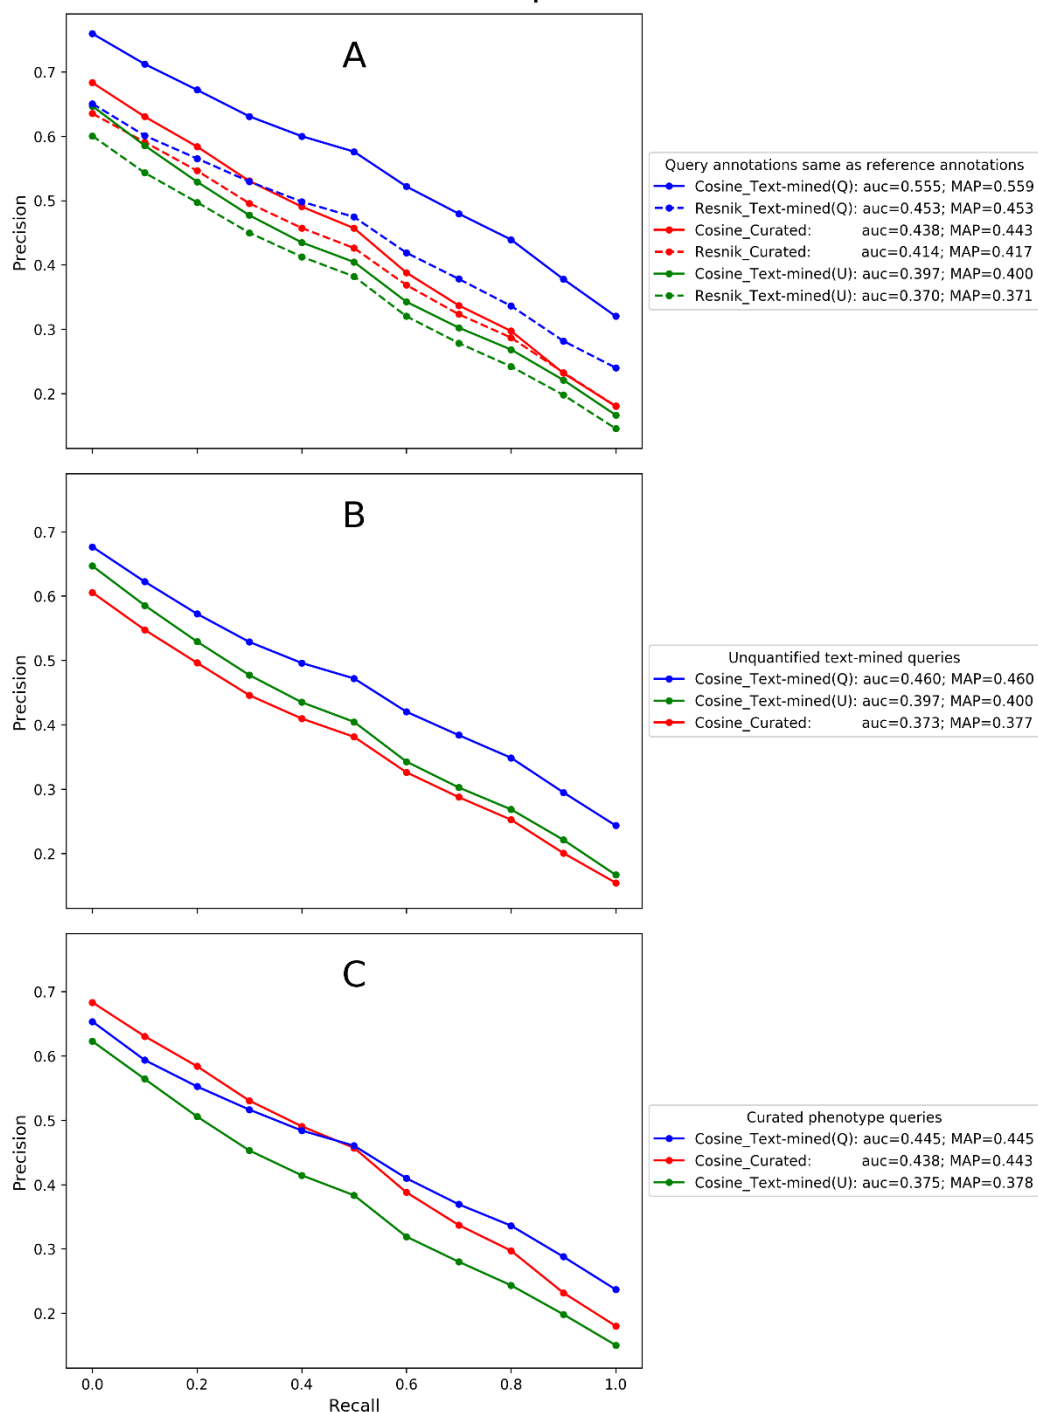 A
0.7
0.6
0.5
0.4
0.3
0.2
Precision
Query annotations same as reference annotations
Cosine_Text-mined(Q): auc=0.555; MAP=0.559
Resnik_Text-mined(Q): auc=0.453; MAP=0.453
Cosine_Curated: auc=0.438; MAP=0.443
Resnik_Curated: auc=0.414; MAP=0.417
Cosine_Text-mined(U): auc=0.397; MAP=0.400
Resnik_Text-mined(U): auc=0.370; MAP=0.371
B
0.7
0.6
0.5
0.4
0.3
0.2
Precision
Unquantified text-mined queries
Cosine_Text-mined(Q): auc=0.460; MAP=0.460
Cosine_Text-mined(U): auc=0.397; MAP=0.400
Cosine_Curated: auc=0.373; MAP=0.377
C
0.7
0.6
0.5
0.4
0.3
0.2
Precision
Curated phenotype queries
Cosine_Text-mined(Q): auc=0.445; MAP=0.445
Cosine_Curated: auc=0.438; MAP=0.443
Cosine_Text-mined(U): auc=0.375; MAP=0.378
0.0 0.2 0.4 0.6 0.8 1.0
Recall